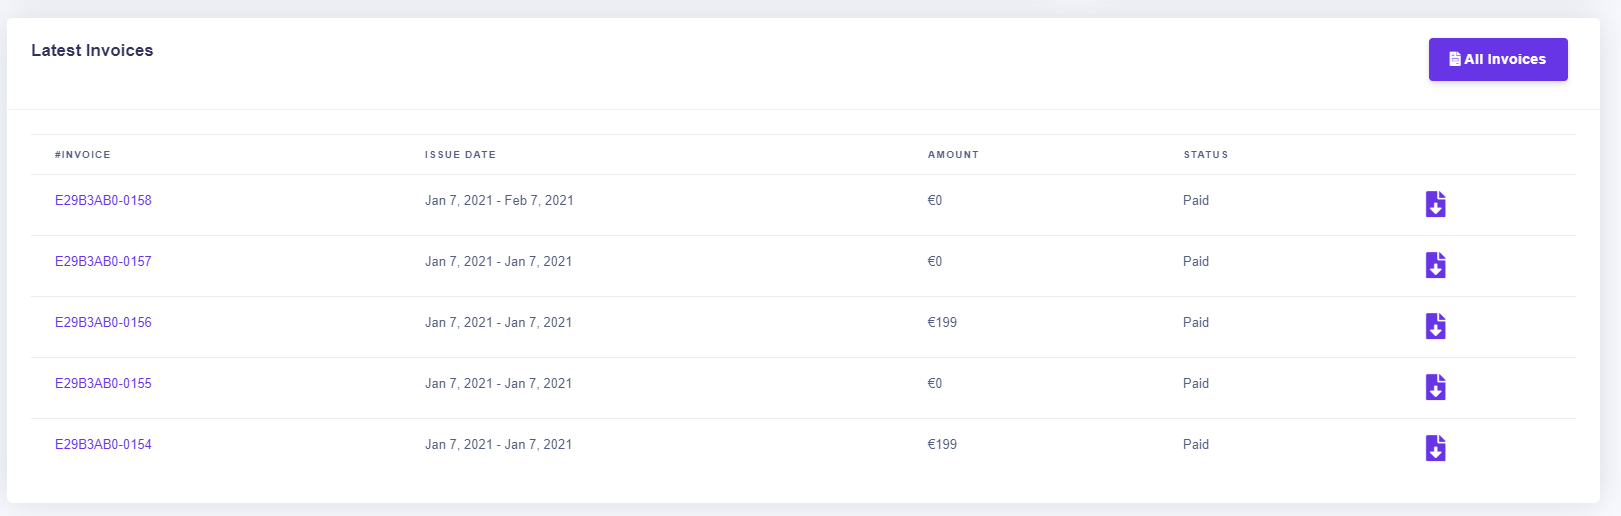 Latest Invoices
All Invoices
#INVOICE ISSUE DATE AMOUNT STATUS
E29B3AB0-0158 Jan 7, 2021 - Feb 7, 2021 €0 Paid
E29B3AB0-0157 Jan 7, 2021 - Jan 7, 2021 €0 Paid
E29B3AB0-0156 Jan 7, 2021 - Jan 7, 2021 €199 Paid
E29B3AB0-0155 Jan 7, 2021 - Jan 7, 2021 €0 Paid
E29B3AB0-0154 Jan 7, 2021 - Jan 7, 2021 €199 Paid